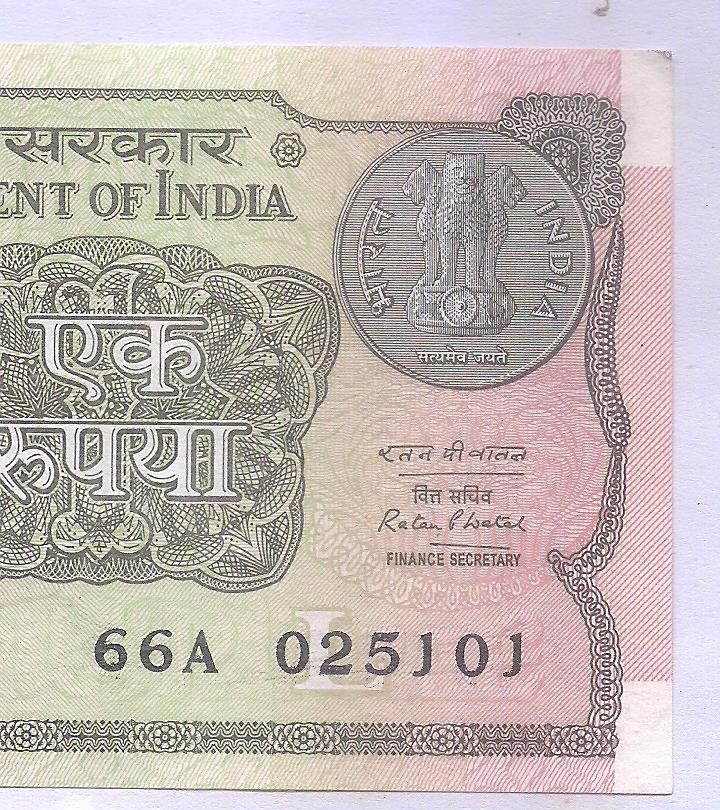 सरकार
ENT OF INDIA
भारत
INDIA
सत्यमेव जयते
एक
रुपया
रतन पी वातल
वित्त सचिव
Ratan P Watal
FINANCE SECRETARY
L
66A 025101